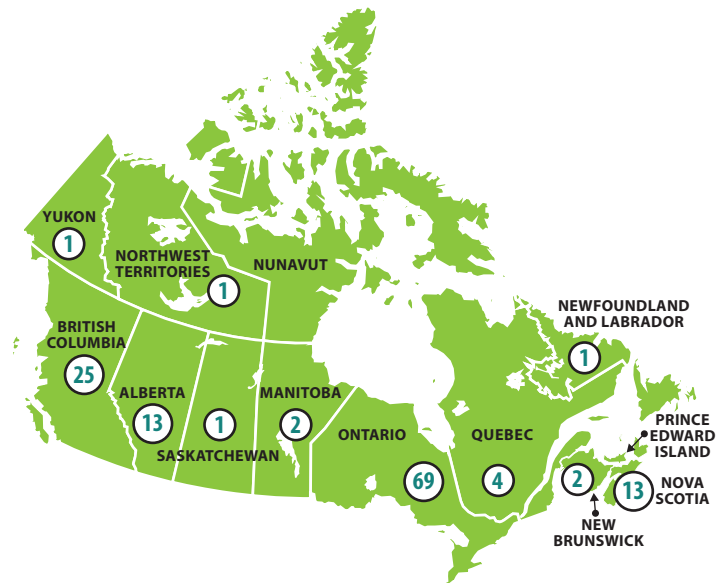 YUKON
1
NORTHWEST
TERRITORIES
1
NUNAVUT
BRITISH
COLUMBIA
25
ALBERTA
13
1
SASKATCHEWAN
MANITOBA
2
ONTARIO
69
QUEBEC
4
NEWFOUNDLAND
AND LABRADOR
1
PRINCE
EDWARD
ISLAND
2
NEW
BRUNSWICK
13
NOVA
SCOTIA